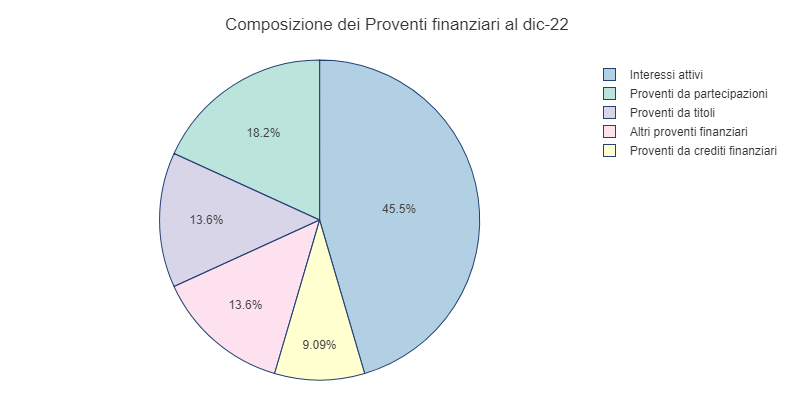 Composizione dei Proventi finanziari al dic-22
Interessi attivi
Proventi da partecipazioni
Proventi da titoli
Altri proventi finanziari
Proventi da crediti finanziari
18.2%
45.5%
13.6%
13.6%
9.09%